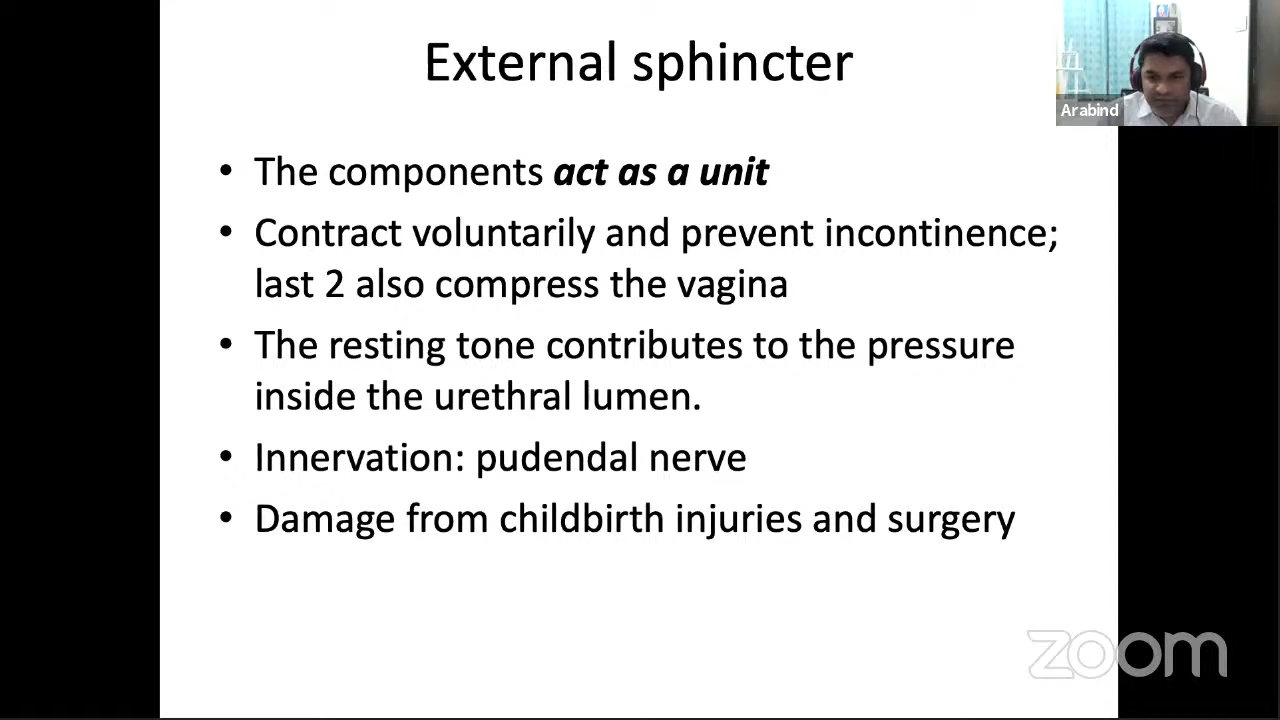 External sphincter
Arabind
• The components act as a unit
• Contract voluntarily and prevent incontinence;
last 2 also compress the vagina
• The resting tone contributes to the pressure
inside the urethral lumen.
• Innervation: pudendal nerve
• Damage from childbirth injuries and surgery
zoom